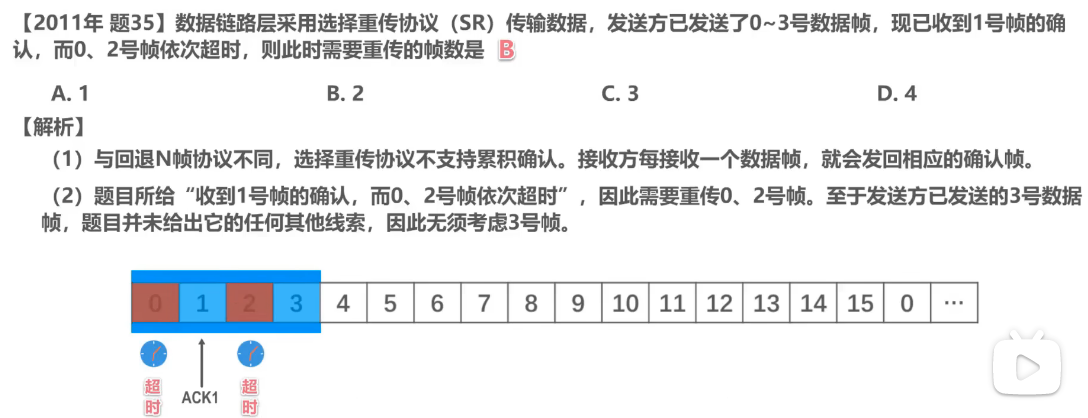 【2011年 题35】数据链路层采用选择重传协议（SR）传输数据，发送方已发送了0~3号数据帧，现已收到1号帧的确
认，而0、2号帧依次超时，则此时需要重传的帧数是 B
A. 1 B. 2 C. 3 D. 4
【解析】
（1）与回退N帧协议不同，选择重传协议不支持累积确认。接收方每接收一个数据帧，就会发回相应的确认帧。
（2）题目所给“收到1号帧的确认，而0、2号帧依次超时”，因此需要重传0、2号帧。至于发送方已发送的3号数据
帧，题目并未给出它的任何其他线索，因此无须考虑3号帧。
0 1 2 3 4 5 6 7 8 9 10 11 12 13 14 15 0 ···
超时 ACK1 超时